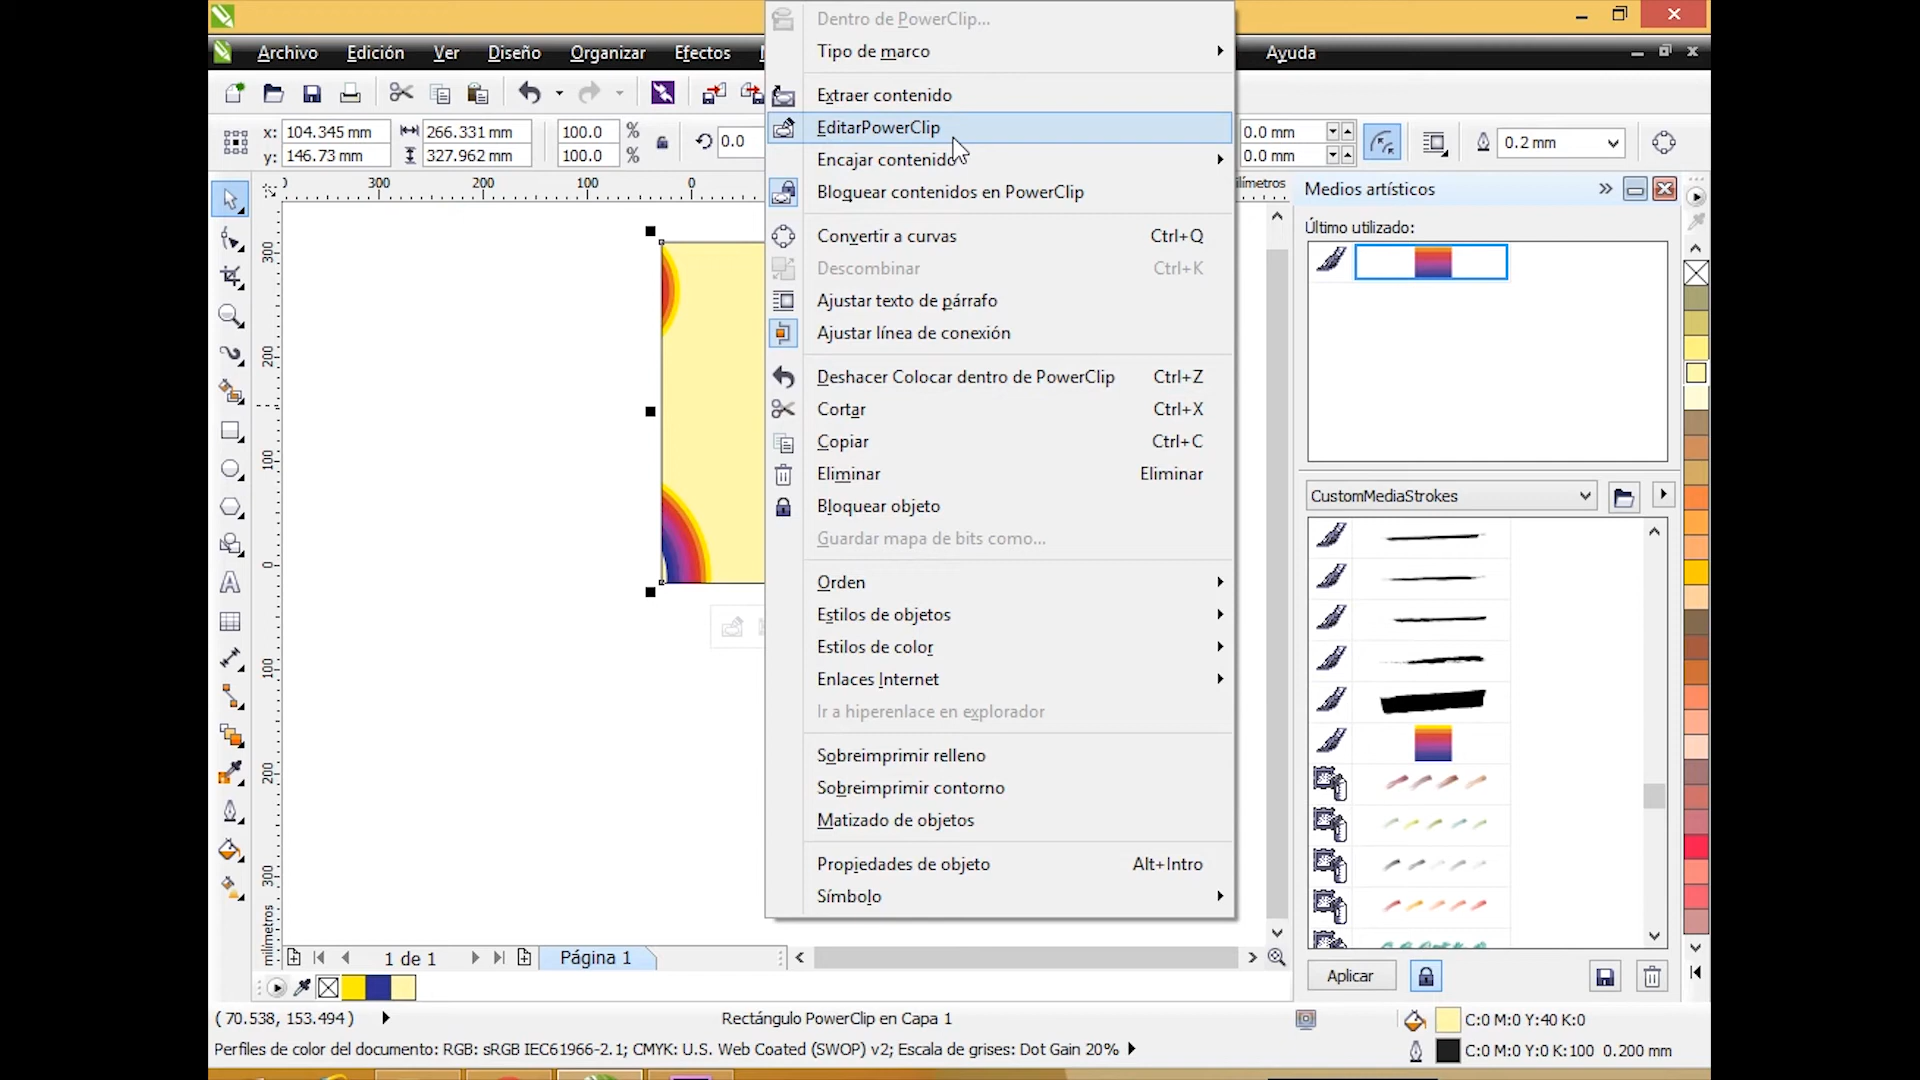 Archivo Edición Ver Diseño Organizar Efectos Ayuda
x: 104.345 mm 266.331 mm 100.0 % 0.0 0.0 mm 0.2 mm
y: 146.73 mm 327.962 mm 100.0 % 0.0 mm
300 200 100 0
300
200
100
0
100
200
300
milímetros
ilímetros
Dentro de PowerClip...
Tipo de marco
Extraer contenido
EditarPowerClip
Encajar contenido
Bloquear contenidos en PowerClip
Convertir a curvas Ctrl+Q
Descombinar Ctrl+K
Ajustar texto de párrafo
Ajustar línea de conexión
Deshacer Colocar dentro de PowerClip Ctrl+Z
Cortar Ctrl+X
Copiar Ctrl+C
Eliminar Eliminar
Bloquear objeto
Guardar mapa de bits como...
Orden
Estilos de objetos
Estilos de color
Enlaces Internet
Ir a hiperenlace en explorador
Sobreimprimir relleno
Sobreimprimir contorno
Matizado de objetos
Propiedades de objeto Alt+Intro
Símbolo
Medios artísticos
Último utilizado:
CustomMediaStrokes
Aplicar
1 de 1 Página 1
( 70.538, 153.494 ) Rectángulo PowerClip en Capa 1 C:0 M:0 Y:40 K:0
Perfiles de color del documento: RGB: sRGB IEC61966-2.1; CMYK: U.S. Web Coated (SWOP) v2; Escala de grises: Dot Gain 20% C:0 M:0 Y:0 K:100 0.200 mm